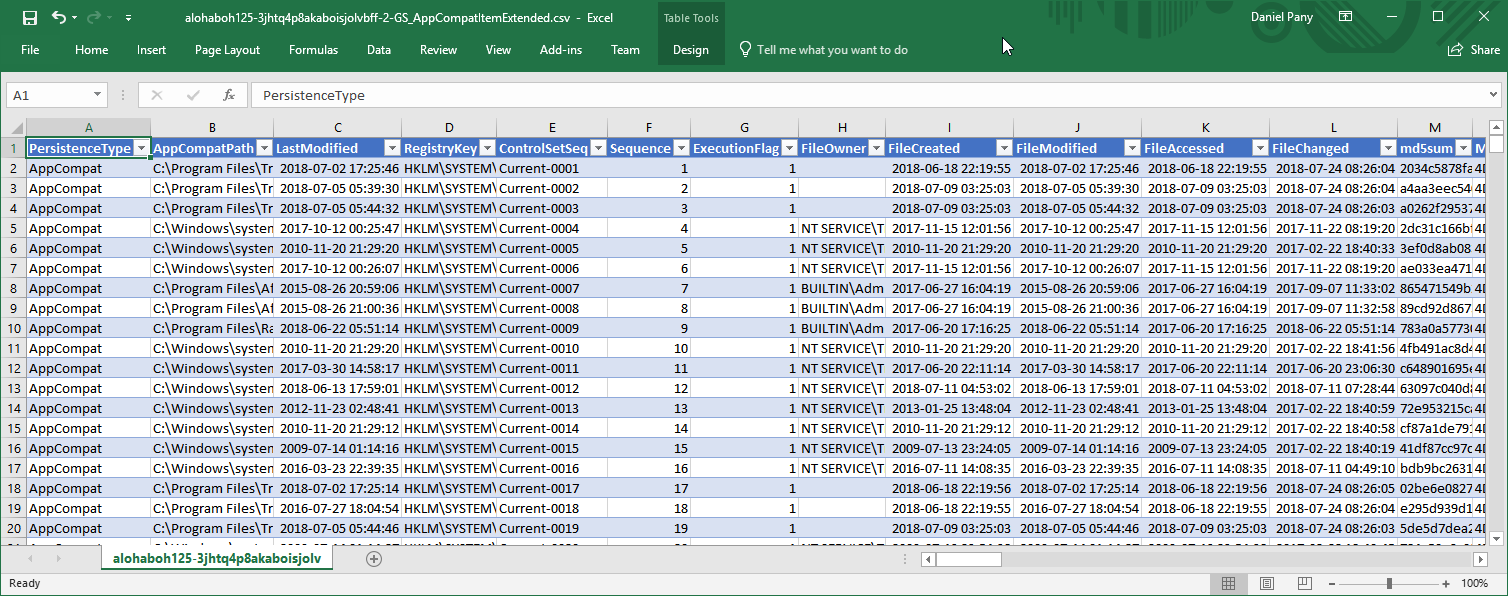 alohaboh125-3jhtq4p8akaboisjolvbff-2-GS_AppCompatItemExtended.csv - Excel
Table Tools
Daniel Pany
File Home Insert Page Layout Formulas Data Review View Add-ins Team Design Tell me what you want to do Share
A1 fx PersistenceType
A B C D E F G H I J K L M
1 PersistenceType AppCompatPath LastModified RegistryKey ControlSetSeq Sequence ExecutionFlag FileOwner FileCreated FileModified FileAccessed FileChanged md5sum M
2 AppCompat C:\Program Files\Tr 2018-07-02 17:25:46 HKLM\SYSTEM\ Current-0001 1 1 2018-06-18 22:19:55 2018-07-02 17:25:46 2018-06-18 22:19:55 2018-07-24 08:26:04 2034c5878fa 4D
3 AppCompat C:\Program Files\Tr 2018-07-05 05:39:30 HKLM\SYSTEM\ Current-0002 2 1 2018-07-09 03:25:03 2018-07-05 05:39:30 2018-07-09 03:25:03 2018-07-24 08:26:04 a4aa3eec54 4D
4 AppCompat C:\Program Files\Tr 2018-07-05 05:44:32 HKLM\SYSTEM\ Current-0003 3 1 2018-07-09 03:25:03 2018-07-05 05:44:32 2018-07-09 03:25:03 2018-07-24 08:26:03 a0262f29537 4D
5 AppCompat C:\Windows\system 2017-10-12 00:25:47 HKLM\SYSTEM\ Current-0004 4 1 NT SERVICE\T 2017-11-15 12:01:56 2017-10-12 00:25:47 2017-11-15 12:01:56 2017-11-22 08:19:20 2dc31c166b 4D
6 AppCompat C:\Windows\system 2010-11-20 21:29:20 HKLM\SYSTEM\ Current-0005 5 1 NT SERVICE\T 2010-11-20 21:29:20 2010-11-20 21:29:20 2010-11-20 21:29:20 2017-02-22 18:40:33 3ef0d8ab08 4D
7 AppCompat C:\Windows\system 2017-10-12 00:26:07 HKLM\SYSTEM\ Current-0006 6 1 NT SERVICE\T 2017-11-15 12:01:56 2017-10-12 00:26:07 2017-11-15 12:01:56 2017-11-22 08:19:20 ae033ea471 4D
8 AppCompat C:\Program Files\Af 2015-08-26 20:59:06 HKLM\SYSTEM\ Current-0007 7 1 BUILTIN\Adm 2017-06-27 16:04:19 2015-08-26 20:59:06 2017-06-27 16:04:19 2017-09-07 11:33:02 865471549b 4D
9 AppCompat C:\Program Files\Af 2015-08-26 21:00:36 HKLM\SYSTEM\ Current-0008 8 1 BUILTIN\Adm 2017-06-27 16:04:19 2015-08-26 21:00:36 2017-06-27 16:04:19 2017-09-07 11:32:58 89cd92d867 4D
10 AppCompat C:\Program Files\Ra 2018-06-22 05:51:14 HKLM\SYSTEM\ Current-0009 9 1 BUILTIN\Adm 2017-06-20 17:16:25 2018-06-22 05:51:14 2017-06-20 17:16:25 2018-06-22 05:51:14 783a0a5773 4D
11 AppCompat C:\Windows\system 2010-11-20 21:29:20 HKLM\SYSTEM\ Current-0010 10 1 NT SERVICE\T 2010-11-20 21:29:20 2010-11-20 21:29:20 2010-11-20 21:29:20 2017-02-22 18:41:56 4fb491ac8d 4D
12 AppCompat C:\Windows\system 2017-03-30 14:58:17 HKLM\SYSTEM\ Current-0011 11 1 NT SERVICE\T 2017-06-20 22:11:14 2017-03-30 14:58:17 2017-06-20 22:11:14 2017-06-20 23:06:30 c648901695 4D
13 AppCompat C:\Windows\system 2018-06-13 17:59:01 HKLM\SYSTEM\ Current-0012 12 1 NT SERVICE\T 2018-07-11 04:53:02 2018-06-13 17:59:01 2018-07-11 04:53:02 2018-07-11 07:28:44 63097c040d 4D
14 AppCompat C:\Windows\system 2012-11-23 02:48:41 HKLM\SYSTEM\ Current-0013 13 1 NT SERVICE\T 2013-01-25 13:48:04 2012-11-23 02:48:41 2013-01-25 13:48:04 2017-02-22 18:40:59 72e953215c 4D
15 AppCompat C:\Windows\system 2010-11-20 21:29:12 HKLM\SYSTEM\ Current-0014 14 1 NT SERVICE\T 2010-11-20 21:29:12 2010-11-20 21:29:12 2010-11-20 21:29:12 2017-02-22 18:40:58 cf87a1de79 4D
16 AppCompat C:\Windows\system 2009-07-14 01:14:16 HKLM\SYSTEM\ Current-0015 15 1 NT SERVICE\T 2009-07-13 23:24:05 2009-07-14 01:14:16 2009-07-13 23:24:05 2017-02-22 18:40:19 41df87cc97 4D
17 AppCompat C:\Windows\system 2016-03-23 22:39:35 HKLM\SYSTEM\ Current-0016 16 1 NT SERVICE\T 2016-07-11 14:08:35 2016-03-23 22:39:35 2016-07-11 14:08:35 2018-07-11 04:49:10 bdb9bc2631 4D
18 AppCompat C:\Program Files\Tr 2018-07-02 17:25:14 HKLM\SYSTEM\ Current-0017 17 1 2018-06-18 22:19:56 2018-07-02 17:25:14 2018-06-18 22:19:56 2018-07-24 08:26:05 02be6e0827 4D
19 AppCompat C:\Program Files\Tr 2016-07-27 18:04:54 HKLM\SYSTEM\ Current-0018 18 1 2018-06-18 22:19:55 2016-07-27 18:04:54 2018-06-18 22:19:55 2018-07-24 08:26:04 e295d939d1 4D
20 AppCompat C:\Program Files\Tr 2018-07-05 05:44:46 HKLM\SYSTEM\ Current-0019 19 1 2018-07-09 03:25:03 2018-07-05 05:44:46 2018-07-09 03:25:03 2018-07-24 08:26:03 5de5d7dea 4D
alohaboh125-3jhtq4p8akaboisjolv
Ready 100%